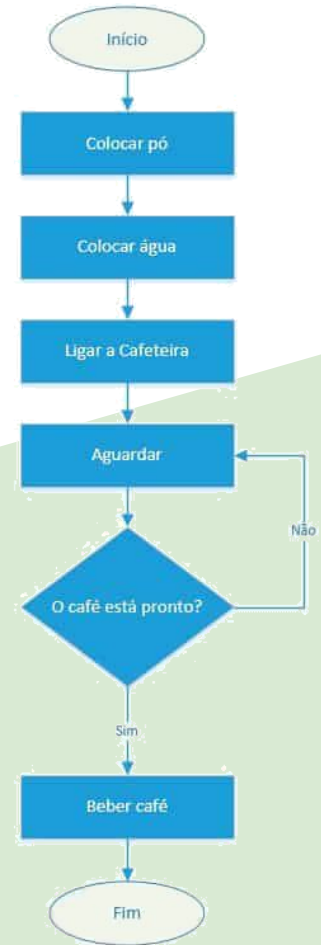 Início
Colocar pó
Colocar água
Ligar a Cafeteira
Aguardar
Não
O café está pronto?
Sim
Beber café
Fim